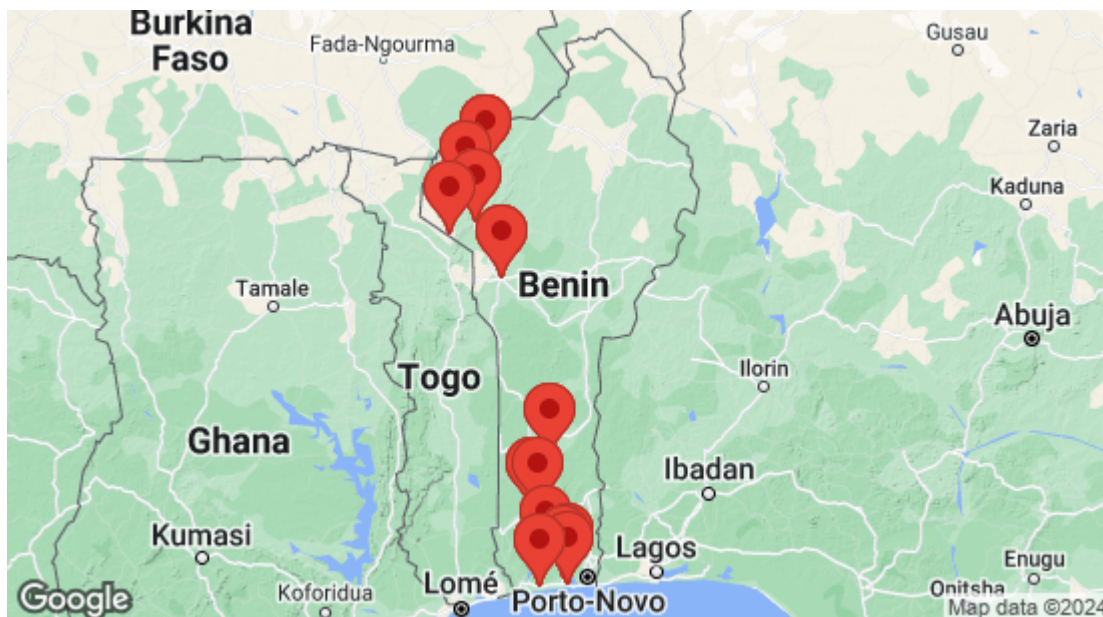 Burkina
Faso
Fada-Ngourma
Gusau
Zaria
Kaduna
Tamale
Benin
Abuja
Togo
Ilorin
Ghana
Ibadan
Kumasi
Lagos
Enugu
Koforidua
Lomé
Porto-Novo
Onitsha
Google
Map data ©2024